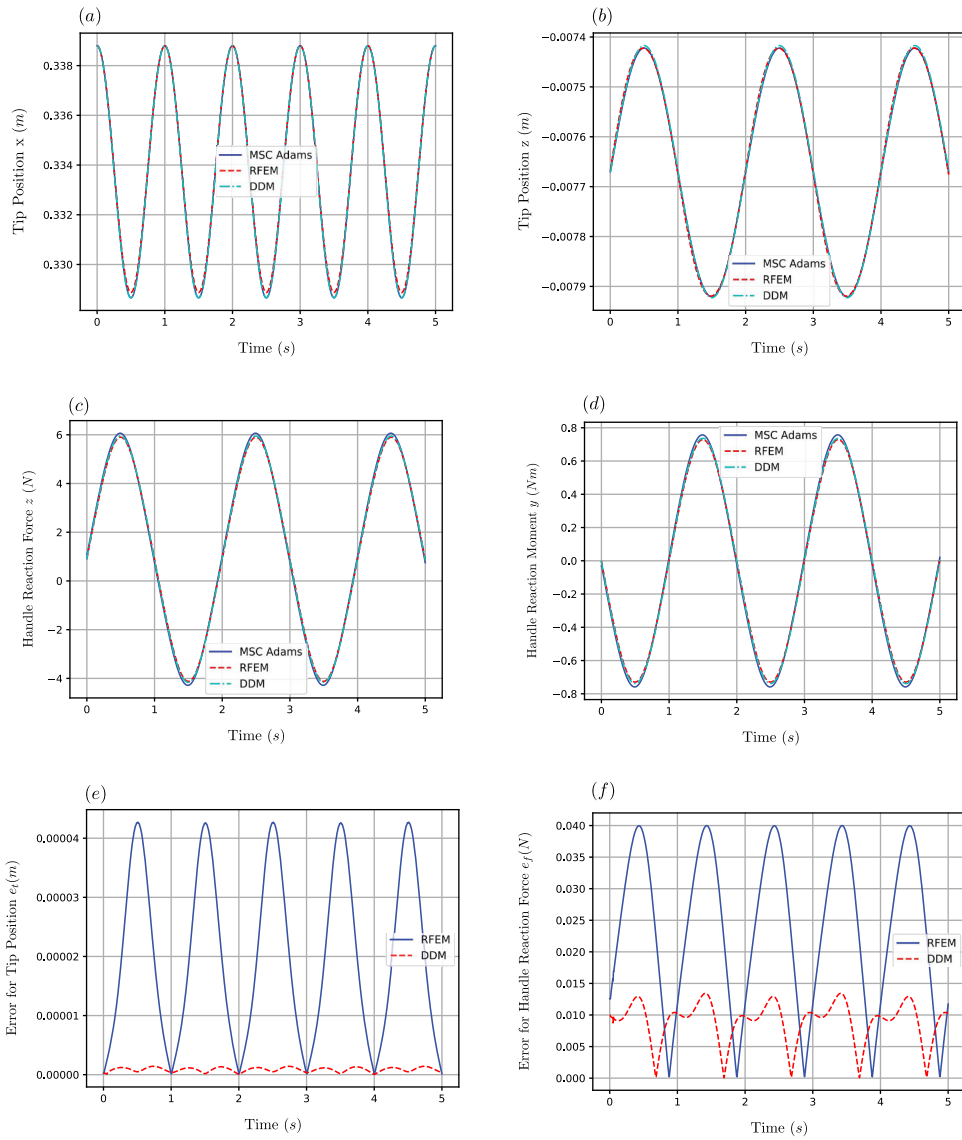 (a)
Tip Position x (m)
0.338
0.336
0.334
0.332
0.330
MSC Adams
RFEM
DDM
0 1 2 3 4 5
Time (s)
(b)
Tip Position z (m)
−0.0074
−0.0075
−0.0076
−0.0077
−0.0078
−0.0079
MSC Adams
RFEM
DDM
0 1 2 3 4 5
Time (s)
(c)
Handle Reaction Force z (N)
6
4
2
0
−2
−4
MSC Adams
RFEM
DDM
0 1 2 3 4 5
Time (s)
(d)
Handle Reaction Moment y (Nm)
0.8
0.6
0.4
0.2
0.0
−0.2
−0.4
−0.6
−0.8
MSC Adams
RFEM
DDM
0 1 2 3 4 5
Time (s)
(e)
Error for Tip Position e_t(m)
0.00004
0.00003
0.00002
0.00001
0.00000
RFEM
DDM
0 1 2 3 4 5
Time (s)
(f)
Error for Handle Reaction Force e_f(N)
0.040
0.035
0.030
0.025
0.020
0.015
0.010
0.005
0.000
RFEM
DDM
0 1 2 3 4 5
Time (s)